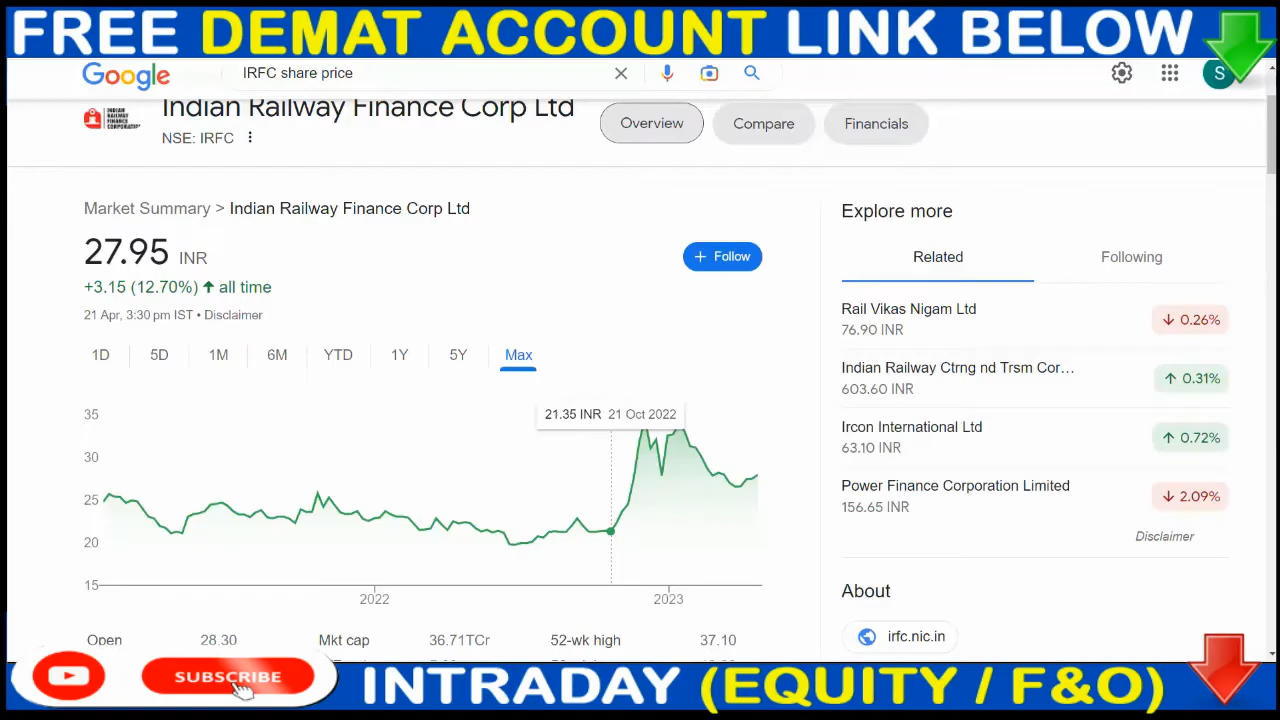 FREE DEMAT ACCOUNT LINK BELOW
Google
IRFC share price
S
INDIAN RAILWAY FINANCE CORPORATION
Indian Railway Finance Corp Ltd
NSE: IRFC
Overview
Compare
Financials
Market Summary > Indian Railway Finance Corp Ltd
27.95 INR
+ Follow
+3.15 (12.70%) ↑ all time
21 Apr, 3:30 pm IST • Disclaimer
1D 5D 1M 6M YTD 1Y 5Y Max
21.35 INR 21 Oct 2022
35
30
25
20
15
2022 2023
Open 28.30 Mkt cap 36.71TCr 52-wk high 37.10
Explore more
Related Following
Rail Vikas Nigam Ltd
76.90 INR
↓ 0.26%
Indian Railway Ctrng nd Trsm Cor...
603.60 INR
↑ 0.31%
Ircon International Ltd
63.10 INR
↑ 0.72%
Power Finance Corporation Limited
156.65 INR
↓ 2.09%
Disclaimer
About
irfc.nic.in
SUBSCRIBE
INTRADAY (EQUITY / F&O)